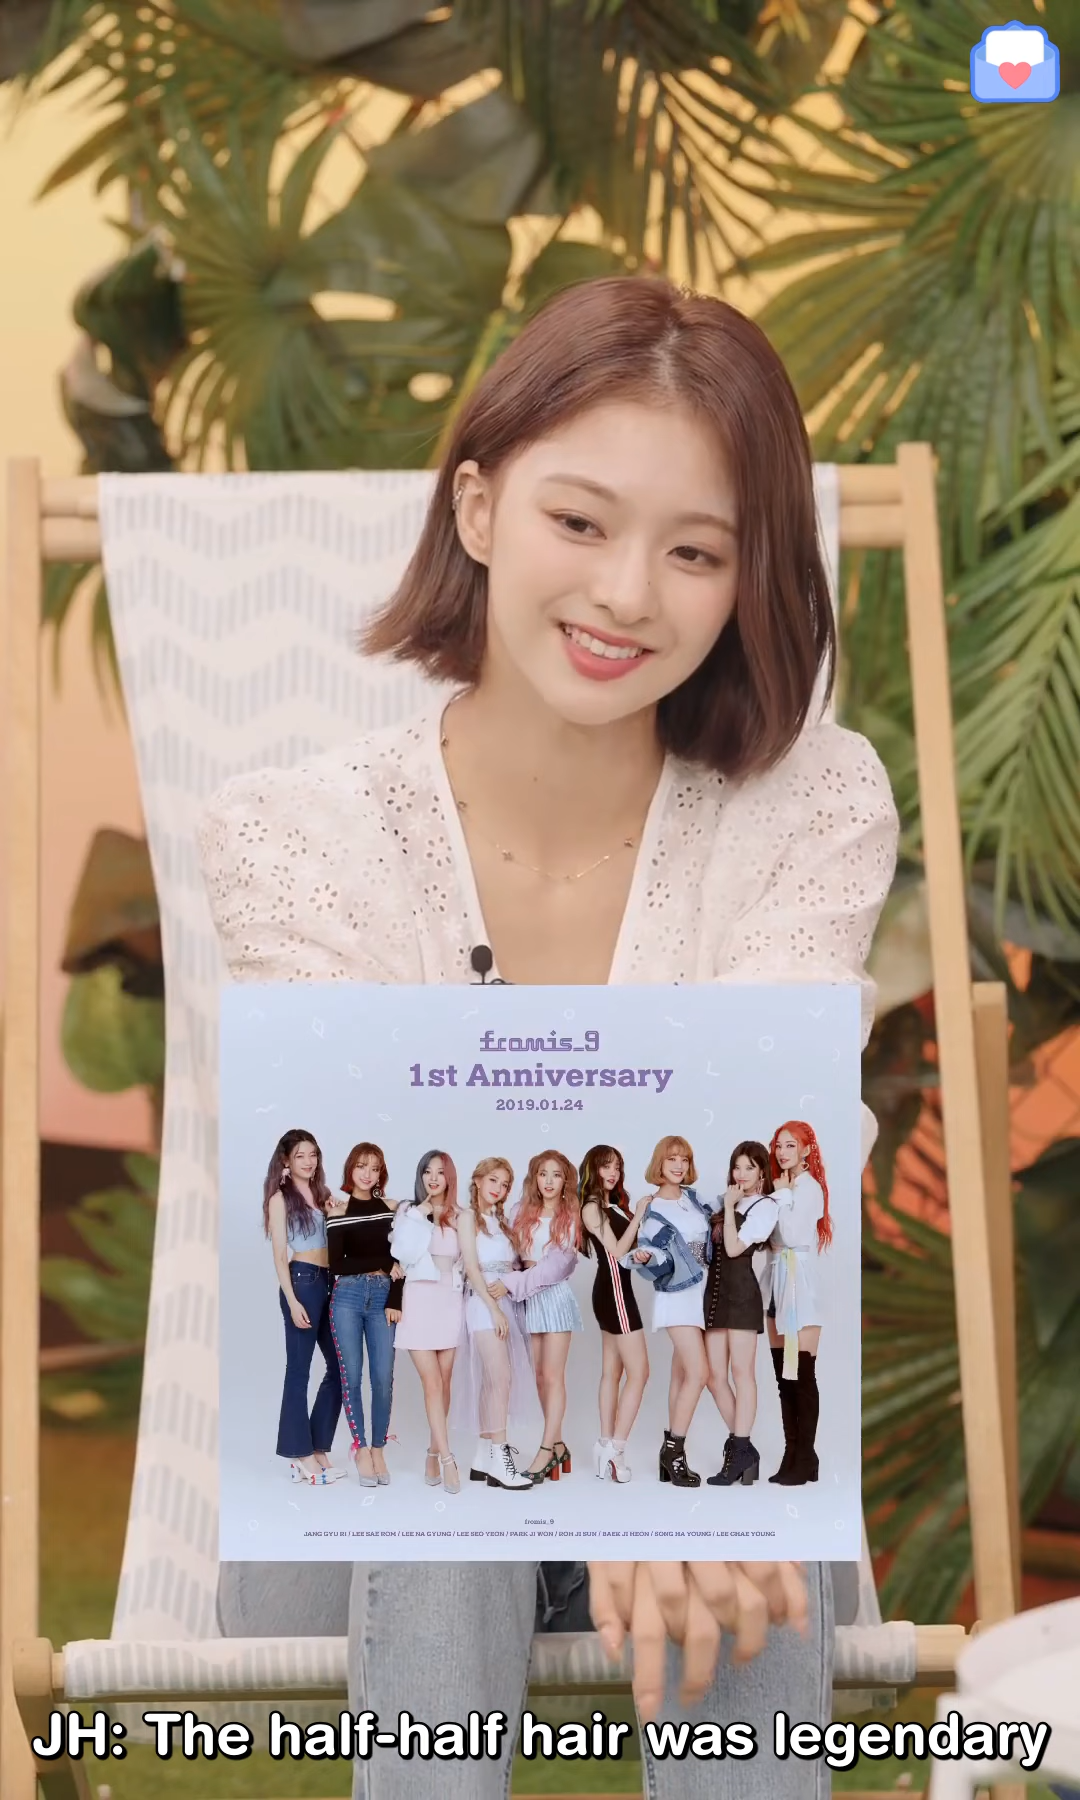 fromis_9
1st Anniversary
2019.01.24
fromis_9
JANG GYU RI / LEE SAE ROM / LEE NA GYUNG / LEE SEO YEON / PARK JI WON / ROH JI SUN / BAEK JI HEON / SONG HA YOUNG / LEE CHAE YOUNG
JH: The half-half hair was legendary